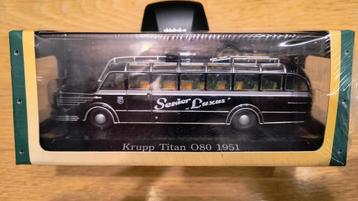 Senior "Luxus"
Krupp Titan O80 1951